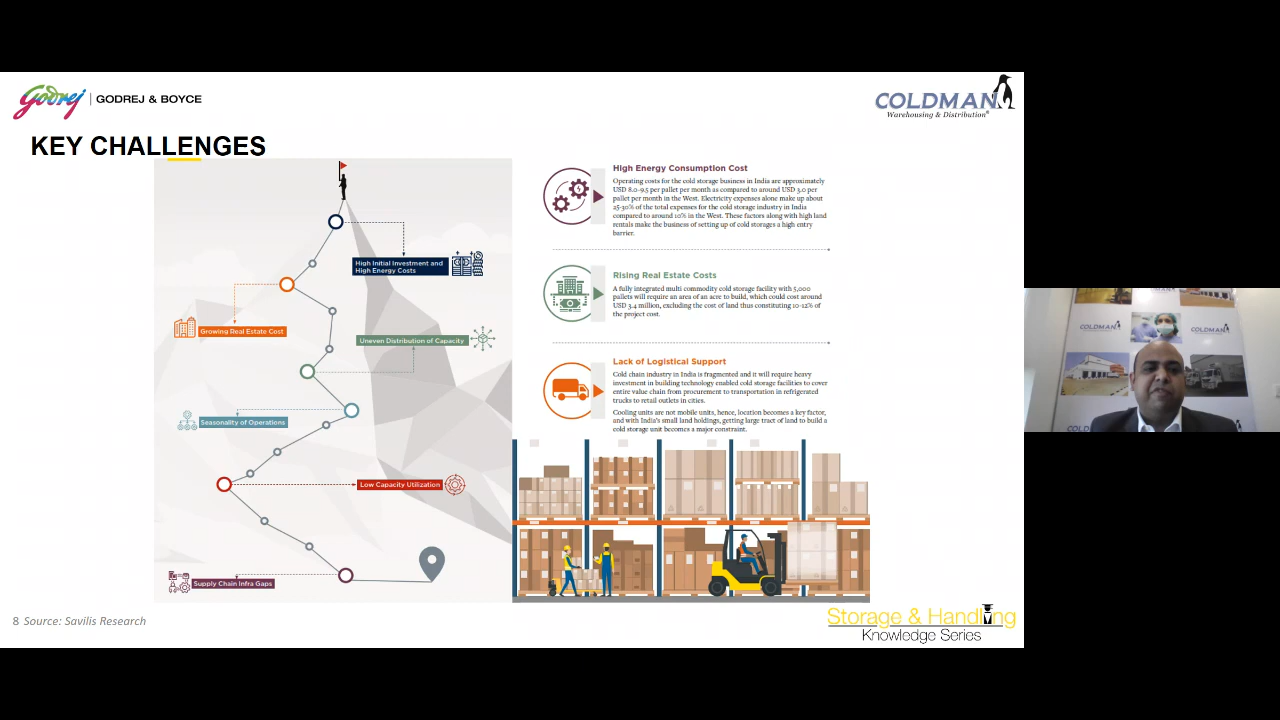 Godrej | GODREJ & BOYCE
COLDMAN
Warehousing & Distribution®
KEY CHALLENGES
High Initial Investment and
High Energy Costs
Growing Real Estate Cost
Uneven Distribution of Capacity
Seasonality of Operations
Low Capacity Utilization
Supply Chain Infra Gaps
High Energy Consumption Cost
Operating costs for the cold storage business in India are approximately
USD 8.0-9.5 per pallet per month as compared to around USD 3.0 per
pallet per month in the West. Electricity expenses alone make up about
25-30% of the total expenses for the cold storage industry in India
compared to around 10% in the West. These factors along with high land
rentals make the business of setting up of cold storages a high entry
barrier.
Rising Real Estate Costs
A fully integrated multi commodity cold storage facility with 5,000
pallets will require an area of an acre to build, which could cost around
USD 3.4 million, excluding the cost of land thus constituting 10-12% of
the project cost.
Lack of Logistical Support
Cold chain industry in India is fragmented and it will require heavy
investment in building technology enabled cold storage facilities to cover
entire value chain from procurement to transportation in refrigerated
trucks to retail outlets in cities.
Cooling units are not mobile units, hence, location becomes a key factor,
and with India's small land holdings, getting large tract of land to build a
cold storage unit becomes a major constraint.
8 Source: Savilis Research
Storage & Handling
Knowledge Series
COLDMAN
COLDMAN